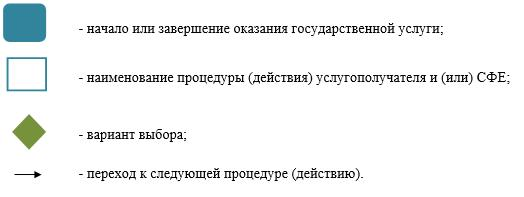 - начало или завершение оказания государственной услуги;
- наименование процедуры (действия) услугополучателя и (или) СФЕ;
- вариант выбора;
- переход к следующей процедуре (действию).